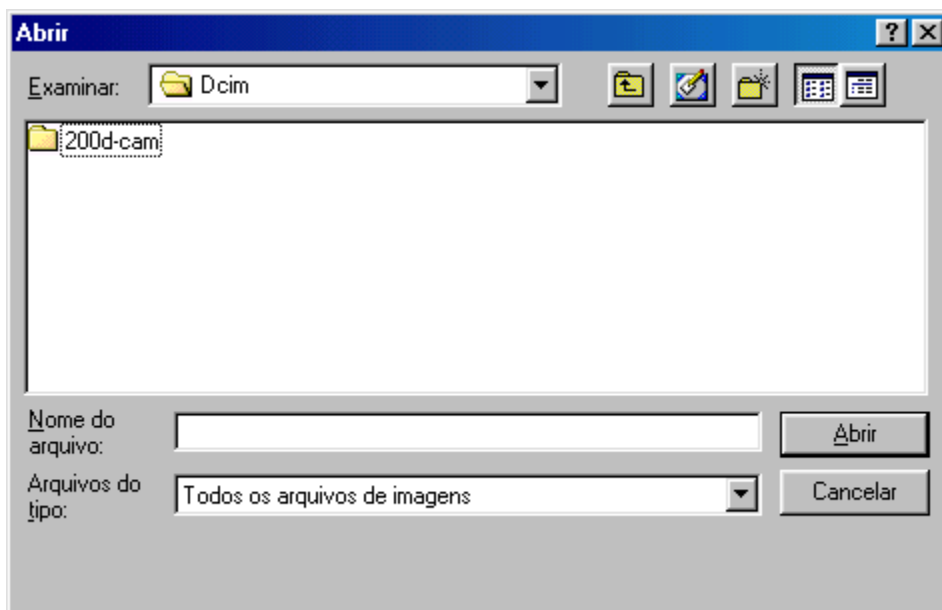 Abrir
Examinar: Dcim
200d-cam
Nome do
arquivo:
Abrir
Arquivos do
tipo:
Todos os arquivos de imagens
Cancelar